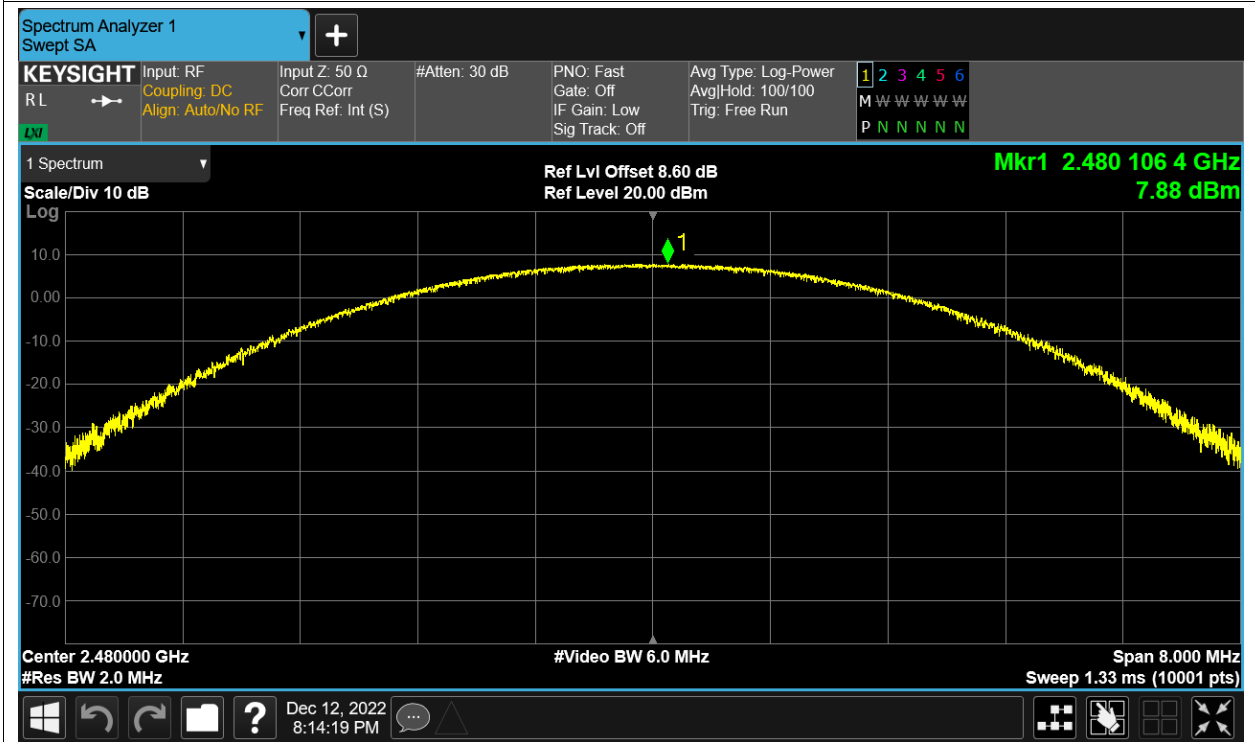 Spectrum Analyzer 1
Swept SA
+
KEYSIGHT
R L
LXI
Input: RF
Coupling: DC
Align: Auto/No RF
Input Z: 50 Ω
Corr CCorr
Freq Ref: Int (S)
#Atten: 30 dB
PNO: Fast
Gate: Off
IF Gain: Low
Sig Track: Off
Avg Type: Log-Power
Avg|Hold: 100/100
Trig: Free Run
1 2 3 4 5 6
M W W W W W
P N N N N N
1 Spectrum
Scale/Div 10 dB
Log
Ref Lvl Offset 8.60 dB
Ref Level 20.00 dBm
Mkr1 2.480 106 4 GHz
7.88 dBm
1
10.0
0.00
-10.0
-20.0
-30.0
-40.0
-50.0
-60.0
-70.0
Center 2.480000 GHz
#Res BW 2.0 MHz
#Video BW 6.0 MHz
Span 8.000 MHz
Sweep 1.33 ms (10001 pts)
?
Dec 12, 2022
8:14:19 PM